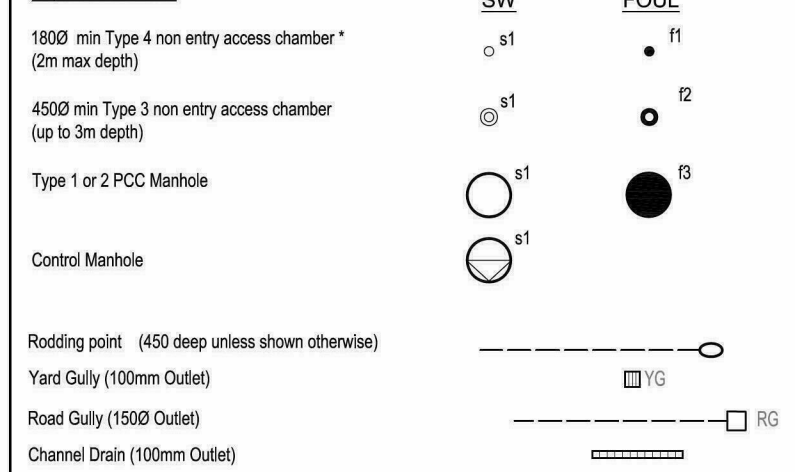 SW FOUL
180Ø min Type 4 non entry access chamber * s1 f1
(2m max depth)
450Ø min Type 3 non entry access chamber s1 f2
(up to 3m depth)
Type 1 or 2 PCC Manhole s1 f3
Control Manhole s1
Rodding point (450 deep unless shown otherwise)
Yard Gully (100mm Outlet) YG
Road Gully (150Ø Outlet) RG
Channel Drain (100mm Outlet)